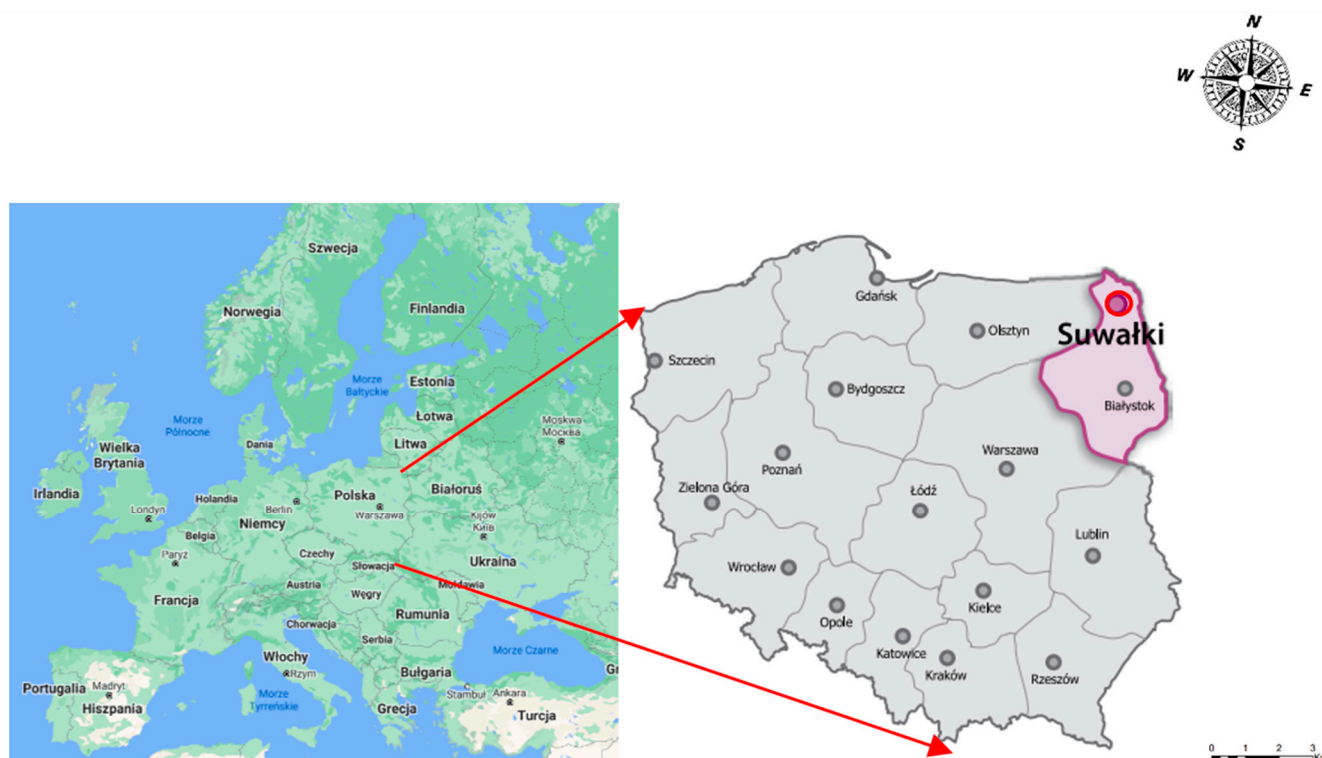 N
W
E
S
Szwecja
Finlandia
Norwegia
Estonia
Morze
Bałtyckie
Łotwa
Moskwa
Москва
Morze
Północne
Dania
Litwa
Wielka
Brytania
Irlandia
Holandia
Londyn
Berlin
Polska
Warszawa
Białoruś
Niemcy
Belgia
Kijów
Київ
Paryż
Czechy
Słowacja
Ukraina
Austria
Węgry
Mołdawia
Francja
Rumunia
Chorwacja
Serbia
Włochy
Rzym
Bułgaria
Morze Czarne
Gr
Portugalia
Madryt
Hiszpania
Morze
Tyrreńskie
Stambuł
Ankara
Grecja
Turcja
Gdańsk
Olsztyn
Suwałki
Szczecin
Bydgoszcz
Białystok
Warszawa
Poznań
Zielona Góra
Łódź
Lublin
Wrocław
Kielce
Opole
Katowice
Kraków
Rzeszów
0 1 2 3